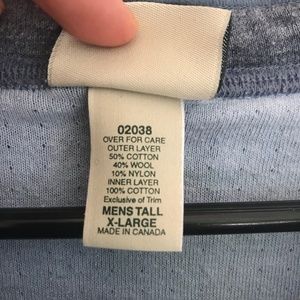 02038
OVER FOR CARE
OUTER LAYER
50% COTTON
40% WOOL
10% NYLON
INNER LAYER
100% COTTON
Exclusive of Trim
MENS TALL
X-LARGE
MADE IN CANADA